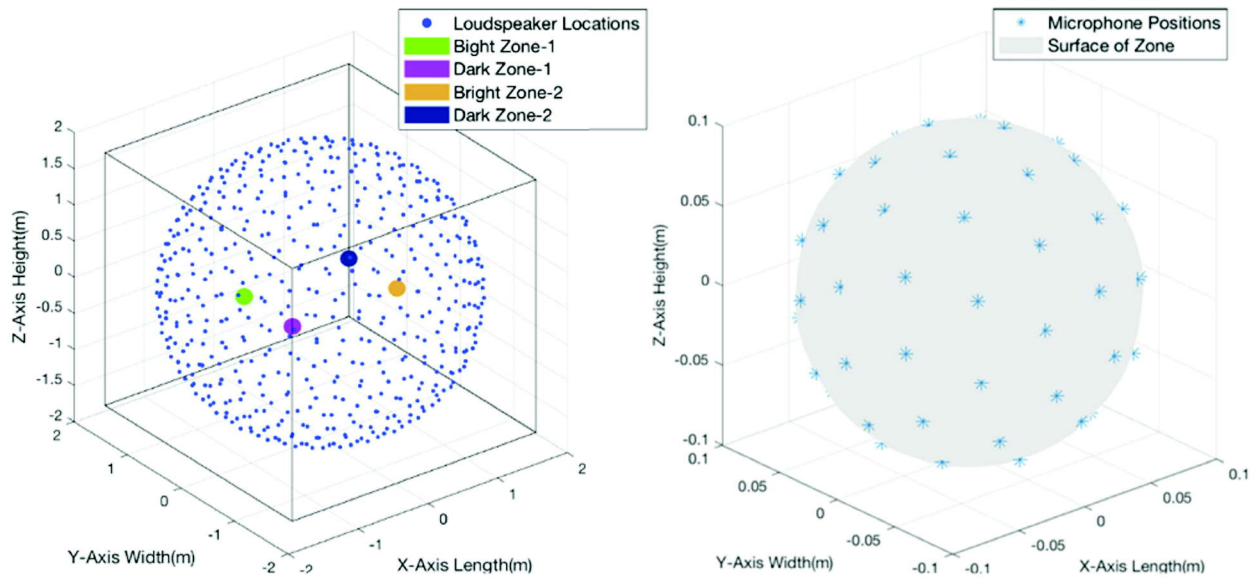 Loudspeaker Locations
Bight Zone-1
Dark Zone-1
Bright Zone-2
Dark Zone-2
2
1.5
1
0.5
0
-0.5
-1
-1.5
-2
Z-Axis Height(m)
2
1
0
-1
-2
Y-Axis Width(m)
-2
-1
0
1
2
X-Axis Length(m)
Microphone Positions
Surface of Zone
0.1
0.05
0
-0.05
-0.1
Z-Axis Height(m)
0.1
0.05
0
-0.05
-0.1
Y-Axis Width(m)
-0.1
-0.05
0
0.05
0.1
X-Axis Length(m)